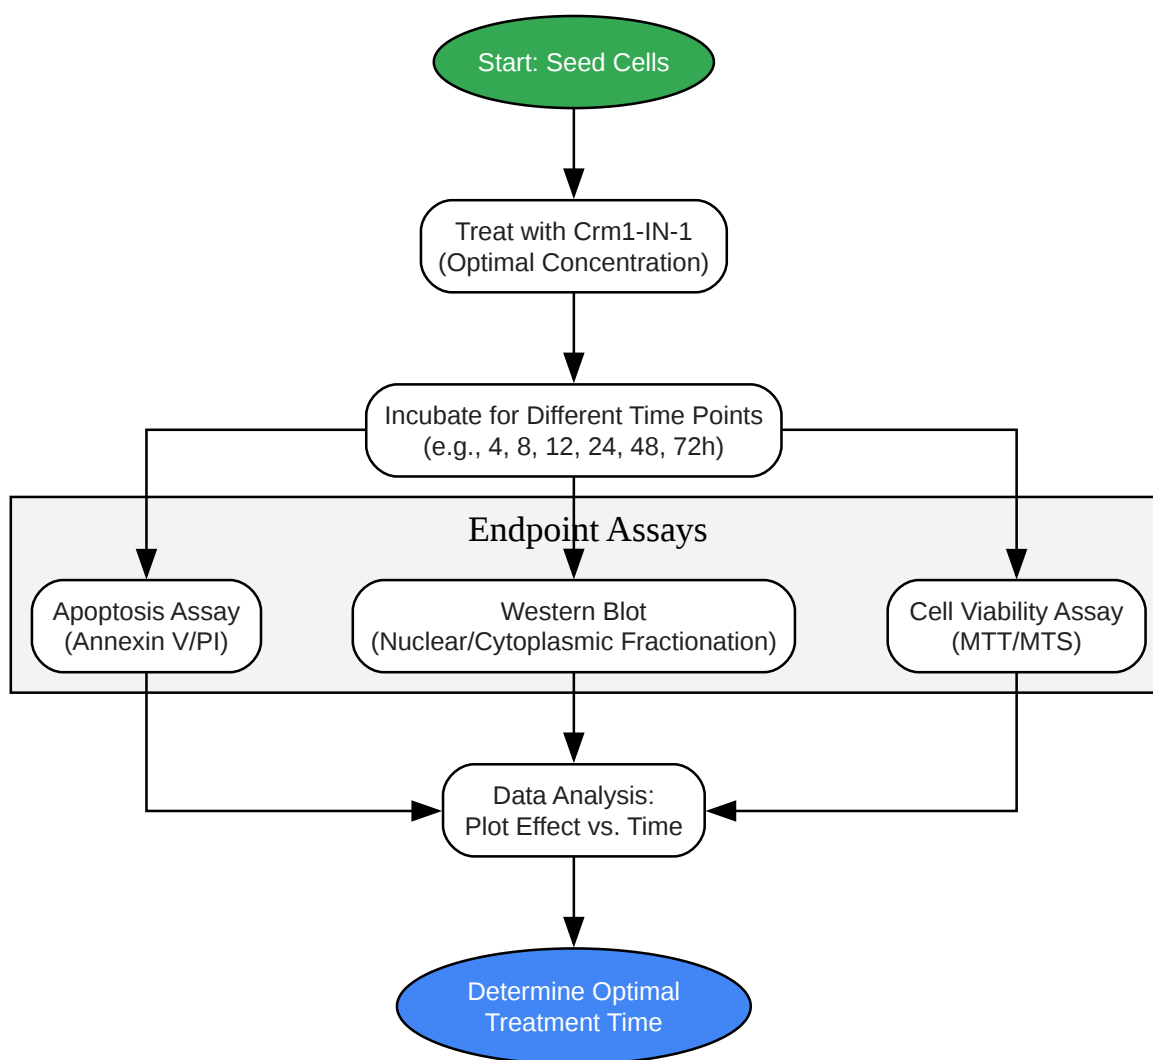 Start: Seed Cells
Treat with Crm1-IN-1
(Optimal Concentration)
Incubate for Different Time Points
(e.g., 4, 8, 12, 24, 48, 72h)
Endpoint Assays
Apoptosis Assay
(Annexin V/PI)
Western Blot
(Nuclear/Cytoplasmic Fractionation)
Cell Viability Assay
(MTT/MTS)
Data Analysis:
Plot Effect vs. Time
Determine Optimal
Treatment Time